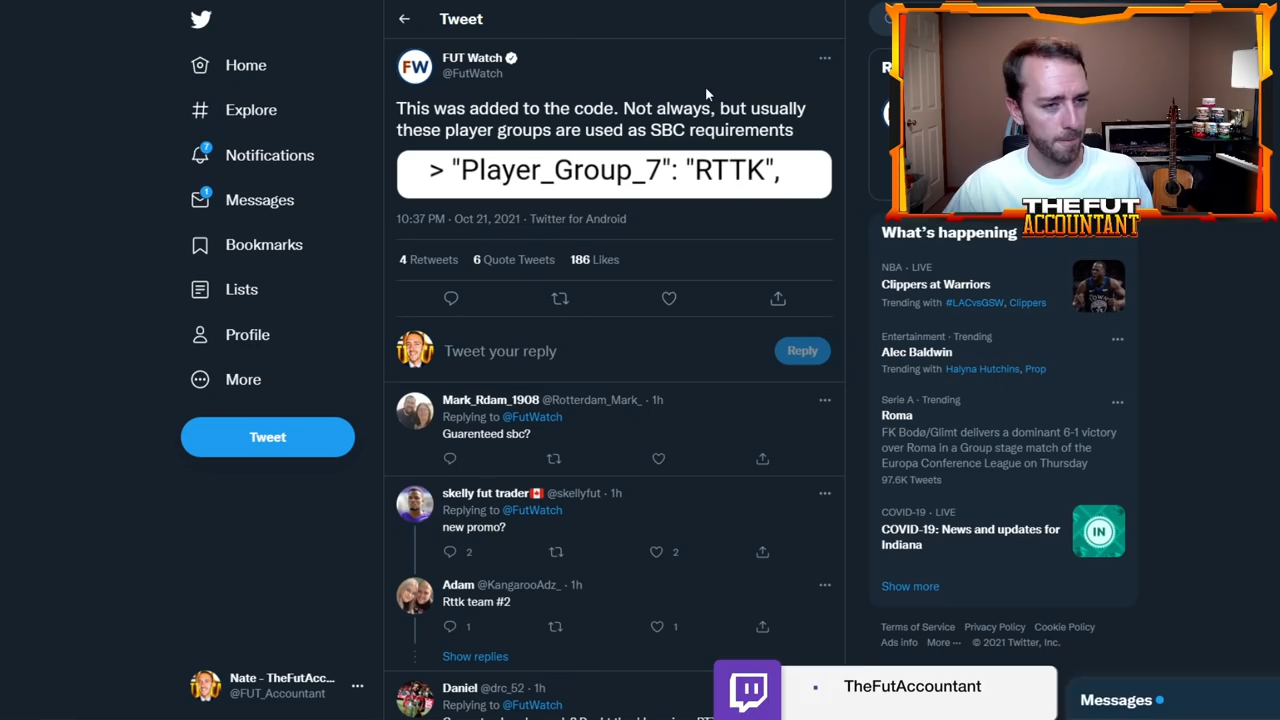 Home
Explore
7
Notifications
1
Messages
Bookmarks
Lists
Profile
More
Tweet
Nate - TheFutAcc...
@FUT_Accountant
Tweet
FW
FUT Watch
@FutWatch
This was added to the code. Not always, but usually
these player groups are used as SBC requirements
> "Player_Group_7": "RTTK",
10:37 PM · Oct 21, 2021 · Twitter for Android
4 Retweets 6 Quote Tweets 186 Likes
Tweet your reply
Reply
Mark_Rdam_1908 @Rotterdam_Mark_ · 1h
Replying to @FutWatch
Guarenteed sbc?
skelly fut trader @skellyfut · 1h
Replying to @FutWatch
new promo?
2
2
Adam @KangarooAdz_ · 1h
Rttk team #2
1
1
Show replies
Daniel @drc_52 · 1h
Replying to @FutWatch
THE FUT
ACCOUNTANT
What's happening
NBA · LIVE
Clippers at Warriors
Trending with #LACvsGSW, Clippers
Entertainment · Trending
Alec Baldwin
Trending with Halyna Hutchins, Prop
Serie A · Trending
Roma
FK Bodø/Glimt delivers a dominant 6-1 victory
over Roma in a Group stage match of the
Europa Conference League on Thursday
97.6K Tweets
COVID-19 · LIVE
COVID-19: News and updates for
Indiana
IN
Show more
Terms of Service Privacy Policy Cookie Policy
Ads info More ··· © 2021 Twitter, Inc.
TheFutAccountant
Messages